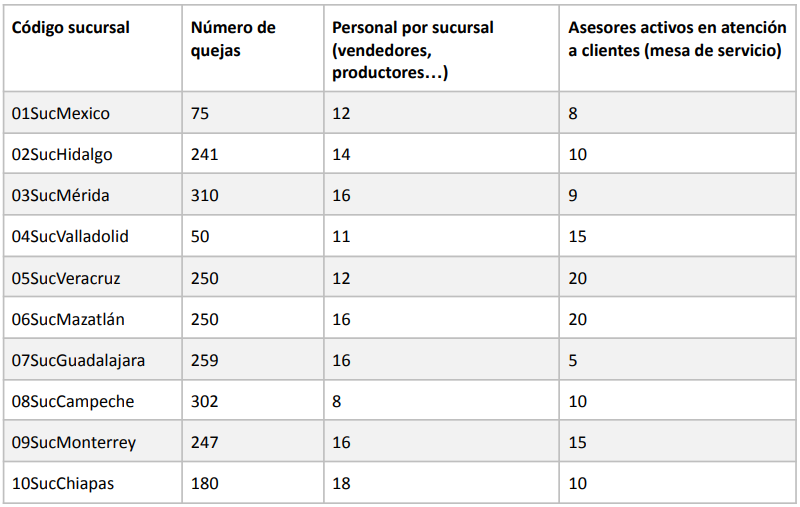 Código sucursal Número de quejas Personal por sucursal (vendedores, productores…) Asesores activos en atención a clientes (mesa de servicio)
01SucMexico 75 12 8
02SucHidalgo 241 14 10
03SucMérida 310 16 9
04SucValladolid 50 11 15
05SucVeracruz 250 12 20
06SucMazatlán 250 16 20
07SucGuadalajara 259 16 5
08SucCampeche 302 8 10
09SucMonterrey 247 16 15
10SucChiapas 180 18 10